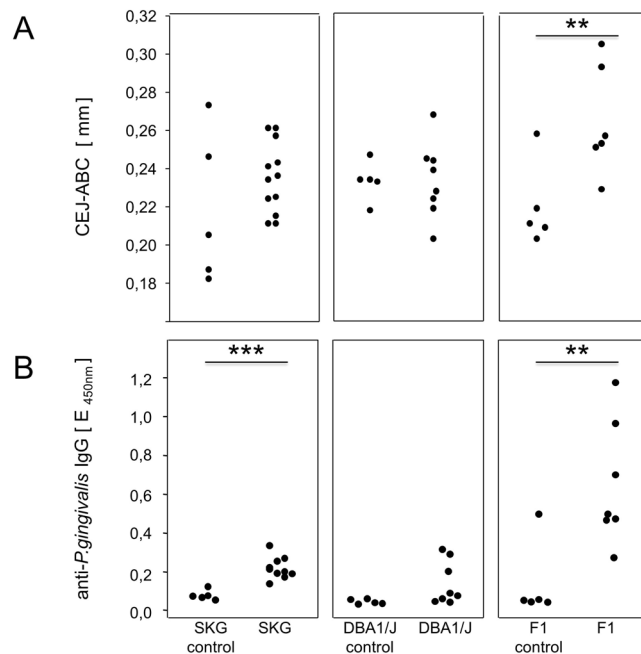 A
CEJ-ABC [ mm ]
0,32
0,30
0,28
0,26
0,24
0,22
0,20
0,18
**
B
anti-P.gingivalis IgG [ E 450nm ]
1,2
1,0
0,8
0,6
0,4
0,2
0,0
***
**
SKG control
SKG
DBA1/J control
DBA1/J
F1 control
F1